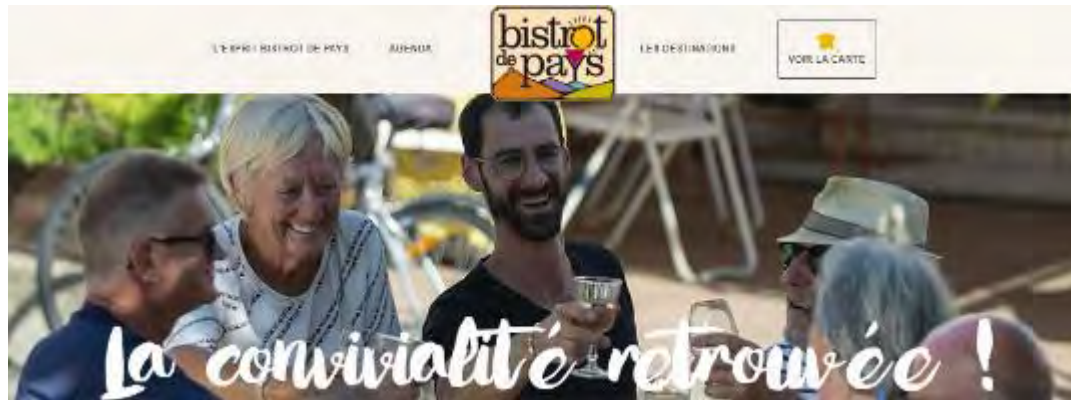 L'ESPRIT BISTROT DE PAYS
AGENDA
bistrot
de pays
LES DESTINATIONS
VOIR LA CARTE
La convivialité retrouvée !